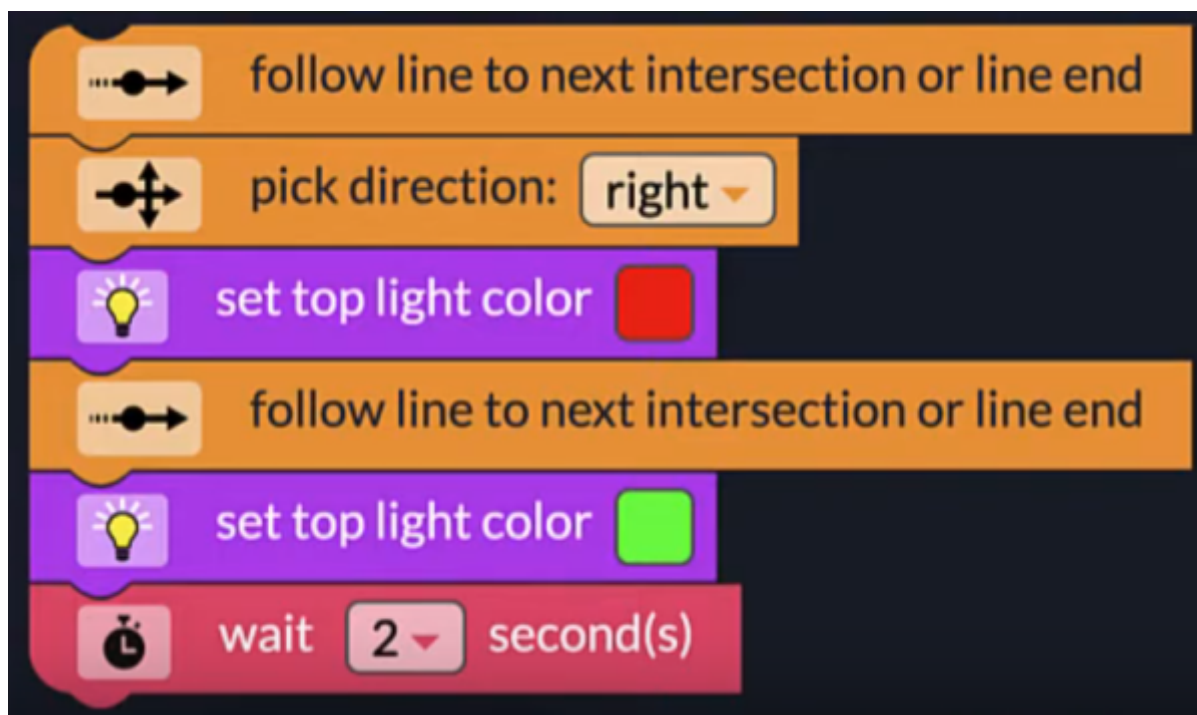 follow line to next intersection or line end
pick direction: right
set top light color
follow line to next intersection or line end
set top light color
wait 2 second(s)